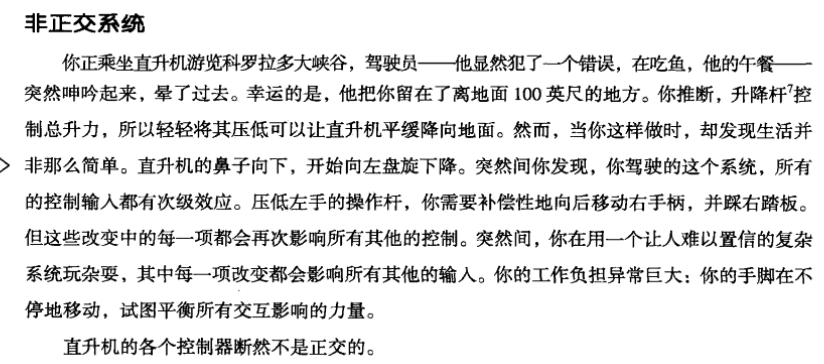 非正交系统
你正乘坐直升机游览科罗拉多大峡谷，驾驶员——他显然犯了一个错误，在吃鱼，他的午餐——
突然呻吟起来，晕了过去。幸运的是，他把你留在了离地面 100 英尺的地方。你推断，升降杆7控
制总升力，所以轻轻将其压低可以让直升机平缓降向地面。然而，当你这样做时，却发现生活并
非那么简单。直升机的鼻子向下，开始向左盘旋下降。突然间你发现，你驾驶的这个系统，所有
的控制输入都有次级效应。压低左手的操作杆，你需要补偿性地向后移动右手柄，并踩右踏板。
但这些改变中的每一项都会再次影响所有其他的控制。突然间，你在用一个让人难以置信的复杂
系统玩杂耍，其中每一项改变都会影响所有其他的输入。你的工作负担异常巨大：你的手脚在不
停地移动，试图平衡所有交互影响的力量。
直升机的各个控制器断然不是正交的。